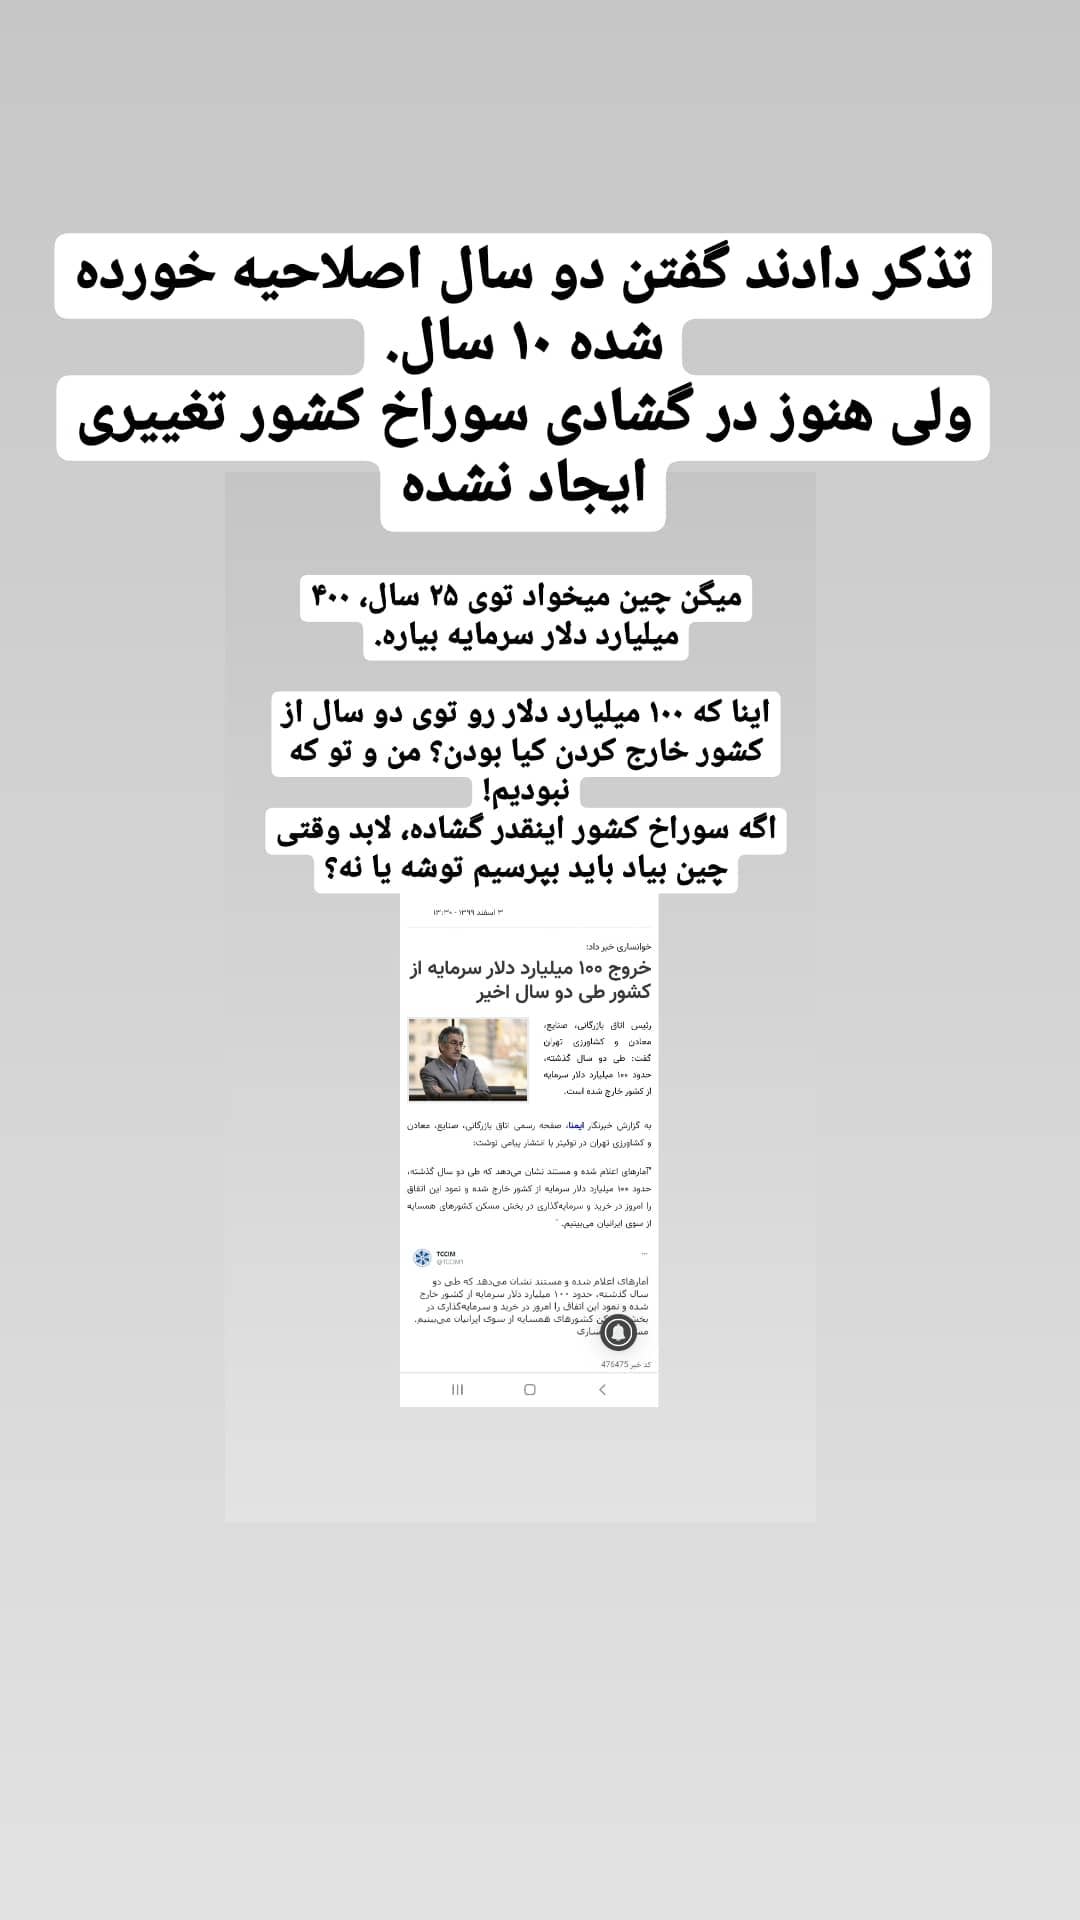 تذکر دادند گفتن دو سال اصلاحیه خورده
شده ۱۰ سال.
ولی هنوز در گشادی سوراخ کشور تغییری
ایجاد نشده
میگن چین میخواد توی ۲۵ سال، ۴۰۰
میلیارد دلار سرمایه بیاره.
اینا که ۱۰۰ میلیارد دلار رو توی دو سال از
کشور خارج کردن کیا بودن؟ من و تو که
نبودیم!
اگه سوراخ کشور اینقدر گشاده، لابد وقتی
چین بیاد باید بپرسیم توشه یا نه؟
۳ اسفند ۱۳۹۹ - ۱۳:۳۰
خوانساری خبر داد:
خروج ۱۰۰ میلیارد دلار سرمایه از
کشور طی دو سال اخیر
رئیس اتاق بازرگانی، صنایع،
معادن و کشاورزی تهران
گفت: طی دو سال گذشته،
حدود ۱۰۰ میلیارد دلار سرمایه
از کشور خارج شده است.
به گزارش خبرنگار ایمنا، صفحه رسمی اتاق بازرگانی، صنایع، معادن
و کشاورزی تهران در توئیتر با انتشار پیامی نوشت:
"آمارهای اعلام شده و مستند نشان می‌دهد که طی دو سال گذشته،
حدود ۱۰۰ میلیارد دلار سرمایه از کشور خارج شده و نمود این اتفاق
را امروز در خرید و سرمایه‌گذاری در بخش مسکن کشورهای همسایه
از سوی ایرانیان می‌بینیم. "
TCCIM
...
آمارهای اعلام شده و مستند نشان می‌دهد که طی دو
سال گذشته، حدود ۱۰۰ میلیارد دلار سرمایه از کشور خارج
شده و نمود این اتفاق را امروز در خرید و سرمایه‌گذاری در
کشورهای همسایه از سوی ایرانیان می‌بینیم.
کد خبر 476475